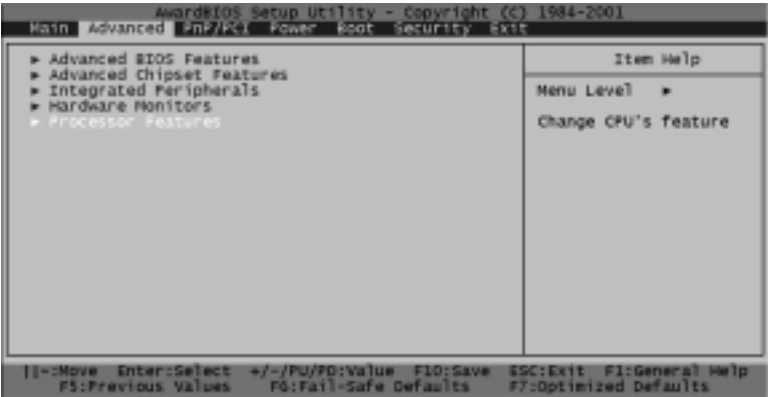 AwardBIOS Setup Utility - Copyright (C) 1984-2001
Main Advanced PnP/PCI Power Boot Security Exit
▶ Advanced BIOS Features
▶ Advanced Chipset Features
▶ Integrated Peripherals
▶ Hardware Monitors
▶ Processor Features
Item Help
Menu Level ▶
Change CPU's feature
||-:Move Enter:Select +/-/PU/PD:Value F10:Save ESC:Exit F1:General Help
F5:Previous Values F6:Fail-Safe Defaults F7:Optimized Defaults